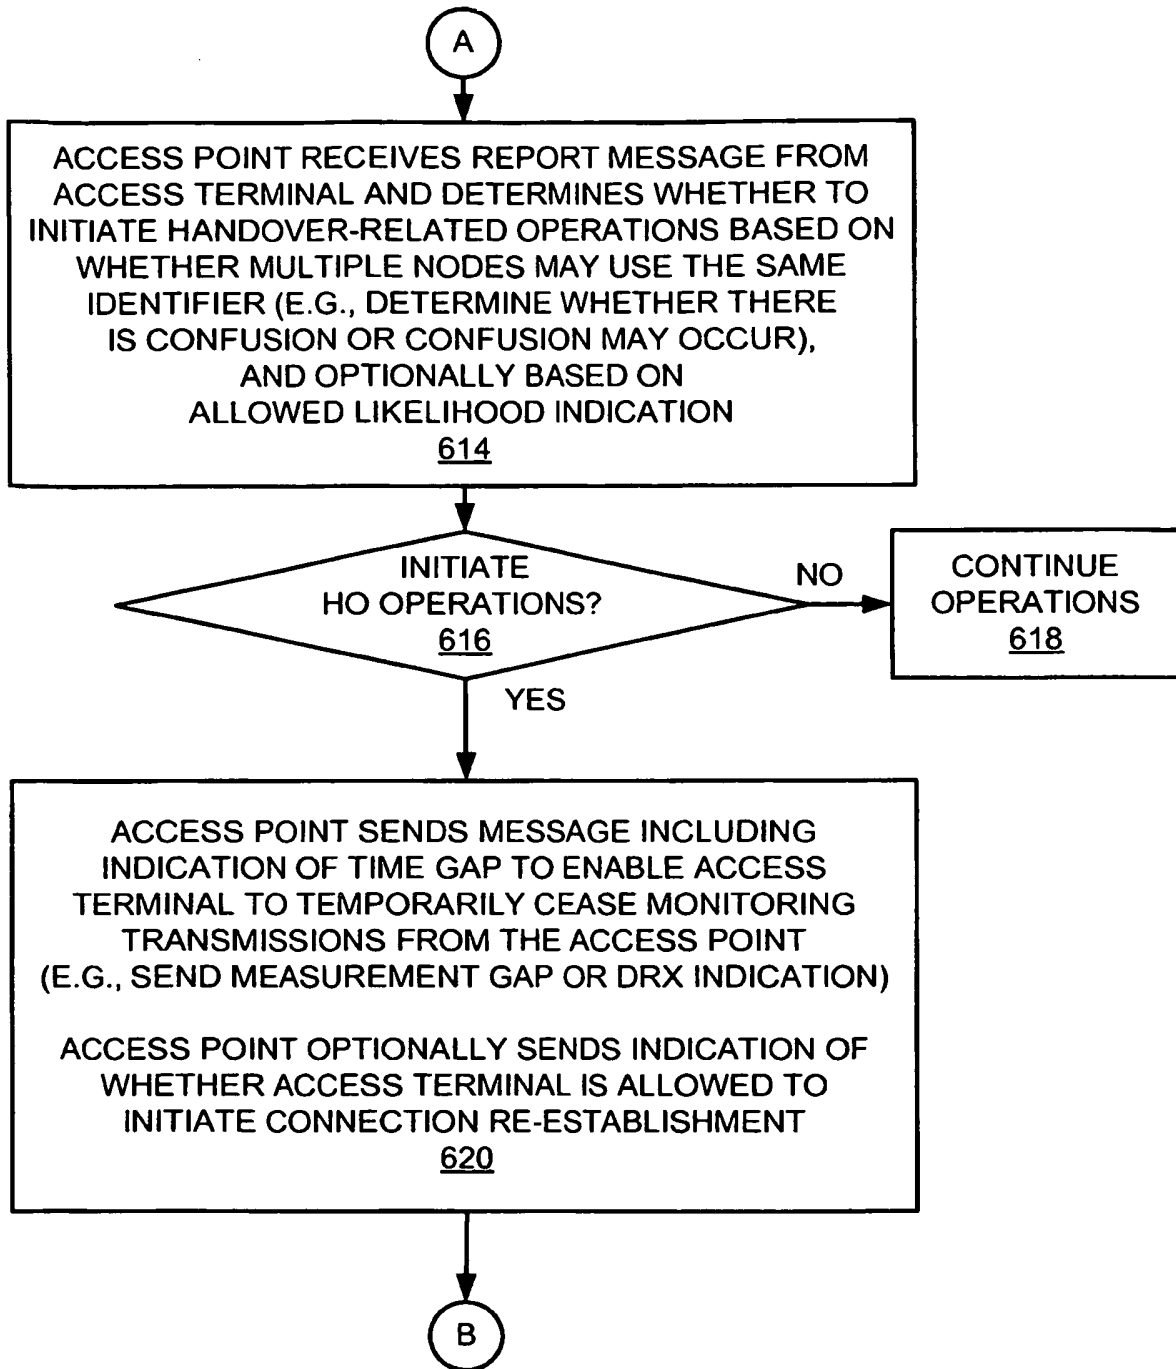 A
ACCESS POINT RECEIVES REPORT MESSAGE FROM
ACCESS TERMINAL AND DETERMINES WHETHER TO
INITIATE HANDOVER-RELATED OPERATIONS BASED ON
WHETHER MULTIPLE NODES MAY USE THE SAME
IDENTIFIER (E.G., DETERMINE WHETHER THERE
IS CONFUSION OR CONFUSION MAY OCCUR),
AND OPTIONALLY BASED ON
ALLOWED LIKELIHOOD INDICATION
614
INITIATE
HO OPERATIONS?
616
NO
CONTINUE
OPERATIONS
618
YES
ACCESS POINT SENDS MESSAGE INCLUDING
INDICATION OF TIME GAP TO ENABLE ACCESS
TERMINAL TO TEMPORARILY CEASE MONITORING
TRANSMISSIONS FROM THE ACCESS POINT
(E.G., SEND MEASUREMENT GAP OR DRX INDICATION)
ACCESS POINT OPTIONALLY SENDS INDICATION OF
WHETHER ACCESS TERMINAL IS ALLOWED TO
INITIATE CONNECTION RE-ESTABLISHMENT
620
B